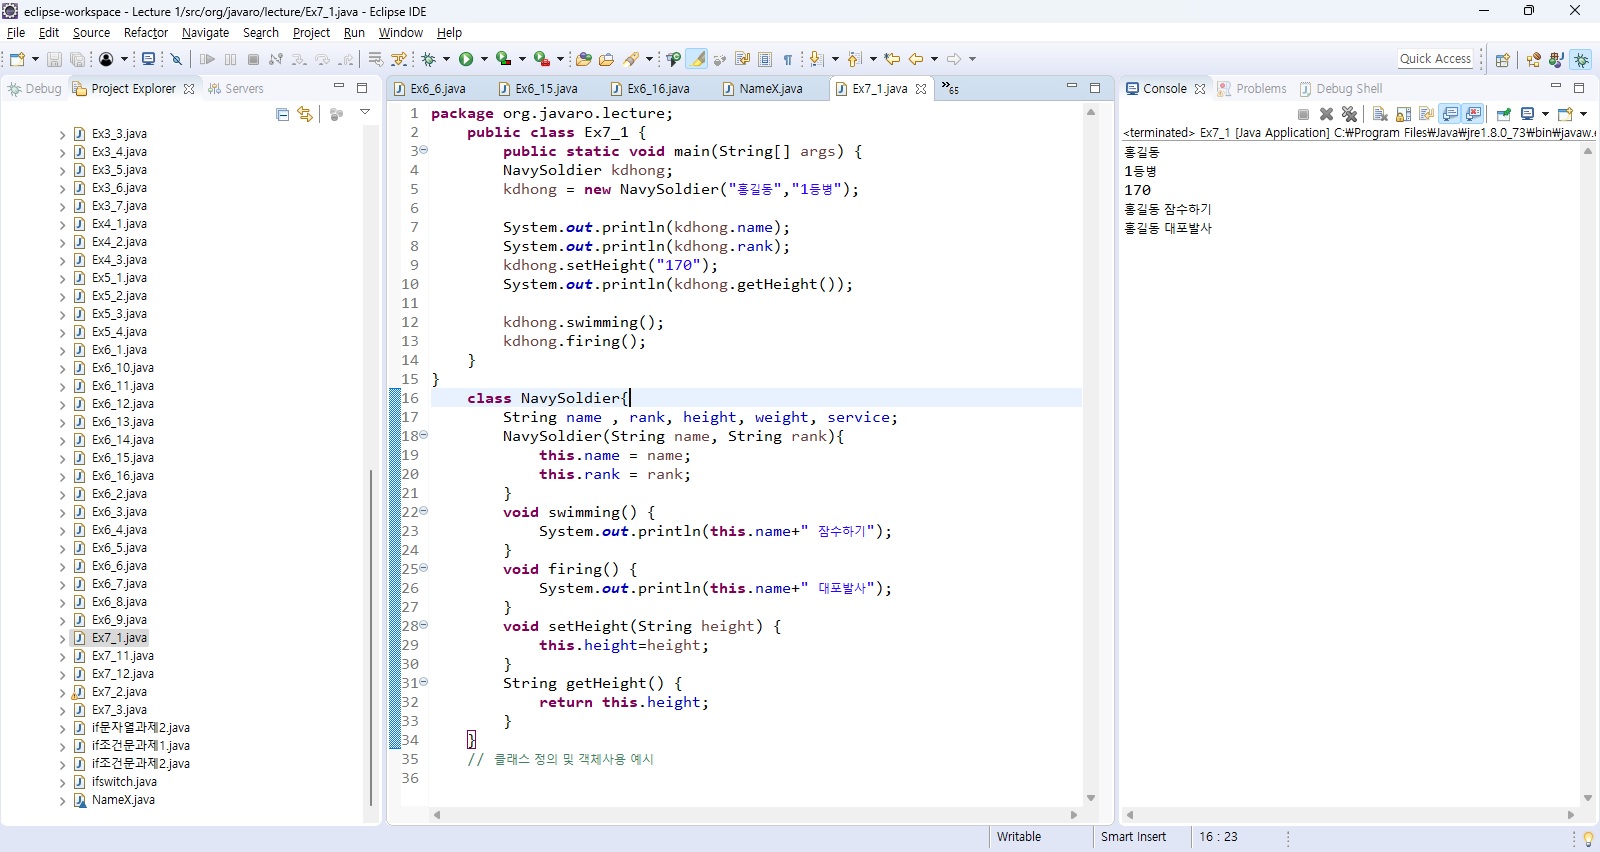 eclipse-workspace - Lecture 1/src/org/javaro/lecture/Ex7_1.java - Eclipse IDE
File Edit Source Refactor Navigate Search Project Run Window Help
Quick Access
Debug Project Explorer Servers
Ex3_3.java
Ex3_4.java
Ex3_5.java
Ex3_6.java
Ex3_7.java
Ex4_1.java
Ex4_2.java
Ex4_3.java
Ex5_1.java
Ex5_2.java
Ex5_3.java
Ex5_4.java
Ex6_1.java
Ex6_10.java
Ex6_11.java
Ex6_12.java
Ex6_13.java
Ex6_14.java
Ex6_15.java
Ex6_16.java
Ex6_2.java
Ex6_3.java
Ex6_4.java
Ex6_5.java
Ex6_6.java
Ex6_7.java
Ex6_8.java
Ex6_9.java
Ex7_1.java
Ex7_11.java
Ex7_12.java
Ex7_2.java
Ex7_3.java
if문자열과제2.java
if조건문과제1.java
if조건문과제2.java
ifswitch.java
NameX.java
Ex6_6.java Ex6_15.java Ex6_16.java NameX.java Ex7_1.java »65
1 package org.javaro.lecture;
2 public class Ex7_1 {
3 public static void main(String[] args) {
4 NavySoldier kdhong;
5 kdhong = new NavySoldier("홍길동","1등병");
6
7 System.out.println(kdhong.name);
8 System.out.println(kdhong.rank);
9 kdhong.setHeight("170");
10 System.out.println(kdhong.getHeight());
11
12 kdhong.swimming();
13 kdhong.firing();
14 }
15 }
16 class NavySoldier{
17 String name , rank, height, weight, service;
18 NavySoldier(String name, String rank){
19 this.name = name;
20 this.rank = rank;
21 }
22 void swimming() {
23 System.out.println(this.name+" 잠수하기");
24 }
25 void firing() {
26 System.out.println(this.name+" 대포발사");
27 }
28 void setHeight(String height) {
29 this.height=height;
30 }
31 String getHeight() {
32 return this.height;
33 }
34 }
35 // 클래스 정의 및 객체사용 예시
36
Console Problems Debug Shell
<terminated> Ex7_1 [Java Application] C:₩Program Files₩Java₩jre1.8.0_73₩bin₩javaw.e
홍길동
1등병
170
홍길동 잠수하기
홍길동 대포발사
Writable Smart Insert 16 : 23